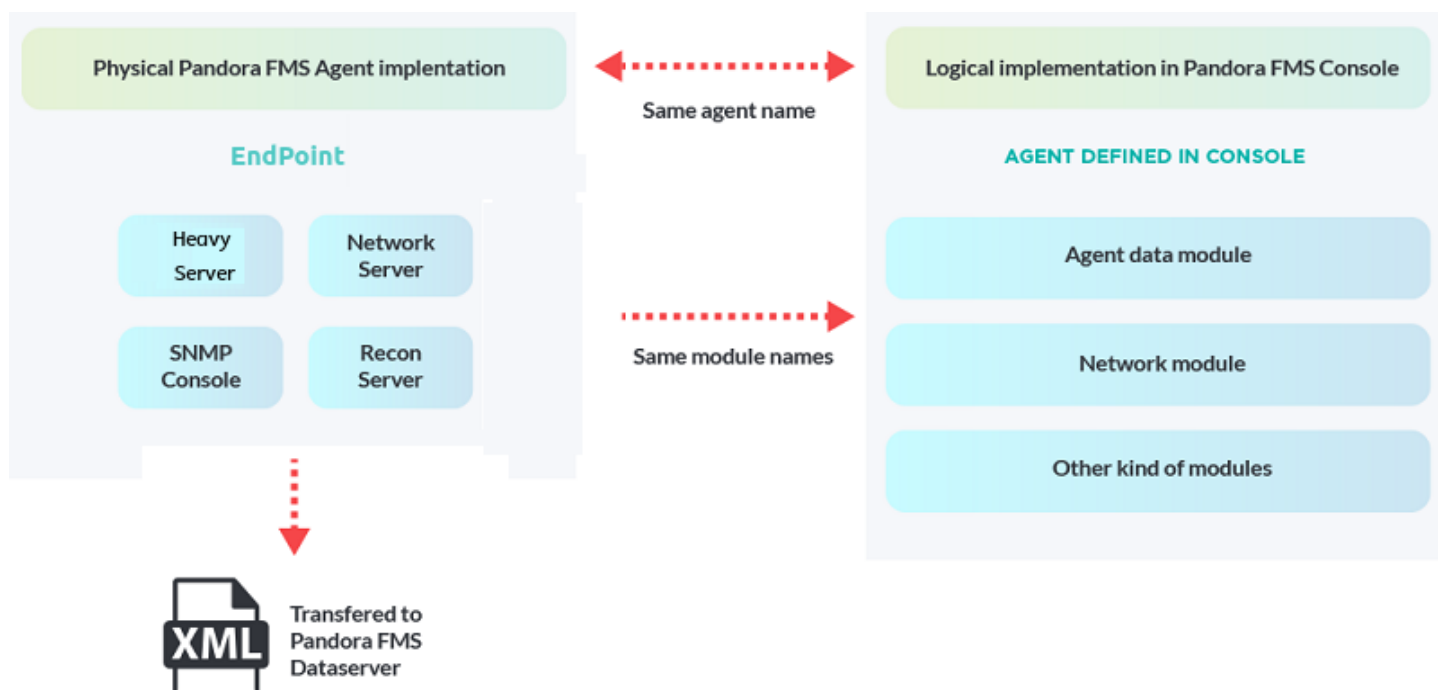 Physical Pandora FMS Agent implentation
EndPoint
Heavy
Server
Network
Server
SNMP
Console
Recon
Server
XML
Transfered to
Pandora FMS
Dataserver
Same agent name
Same module names
Logical implementation in Pandora FMS Console
AGENT DEFINED IN CONSOLE
Agent data module
Network module
Other kind of modules